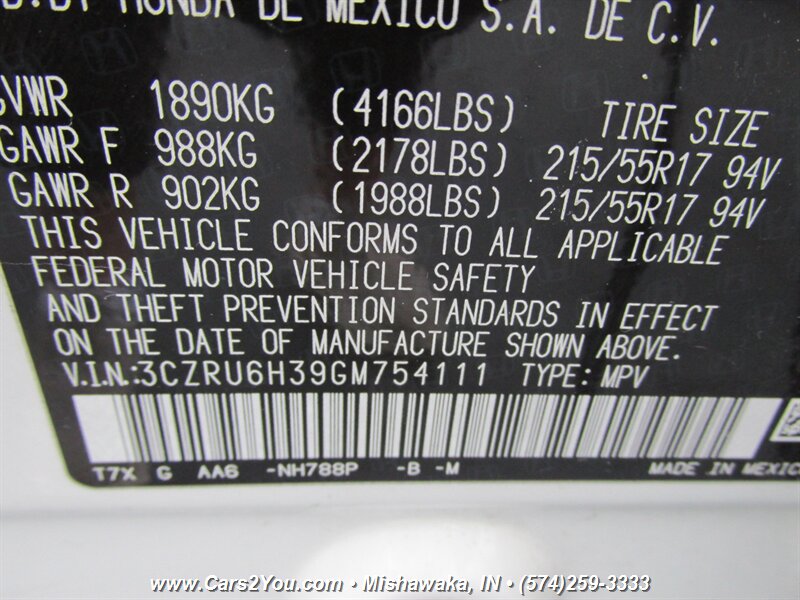 HONDA DE MEXICO S.A. DE C.V.
GVWR 1890KG (4166LBS) TIRE SIZE
GAWR F 988KG (2178LBS) 215/55R17 94V
GAWR R 902KG (1988LBS) 215/55R17 94V
THIS VEHICLE CONFORMS TO ALL APPLICABLE
FEDERAL MOTOR VEHICLE SAFETY
AND THEFT PREVENTION STANDARDS IN EFFECT
ON THE DATE OF MANUFACTURE SHOWN ABOVE.
V.I.N.:3CZRU6H39GM754111 TYPE: MPV
T7X G AA6 -NH788P -B -M MADE IN MEXICO
www.Cars2You.com • Mishawaka, IN • (574)259-3333